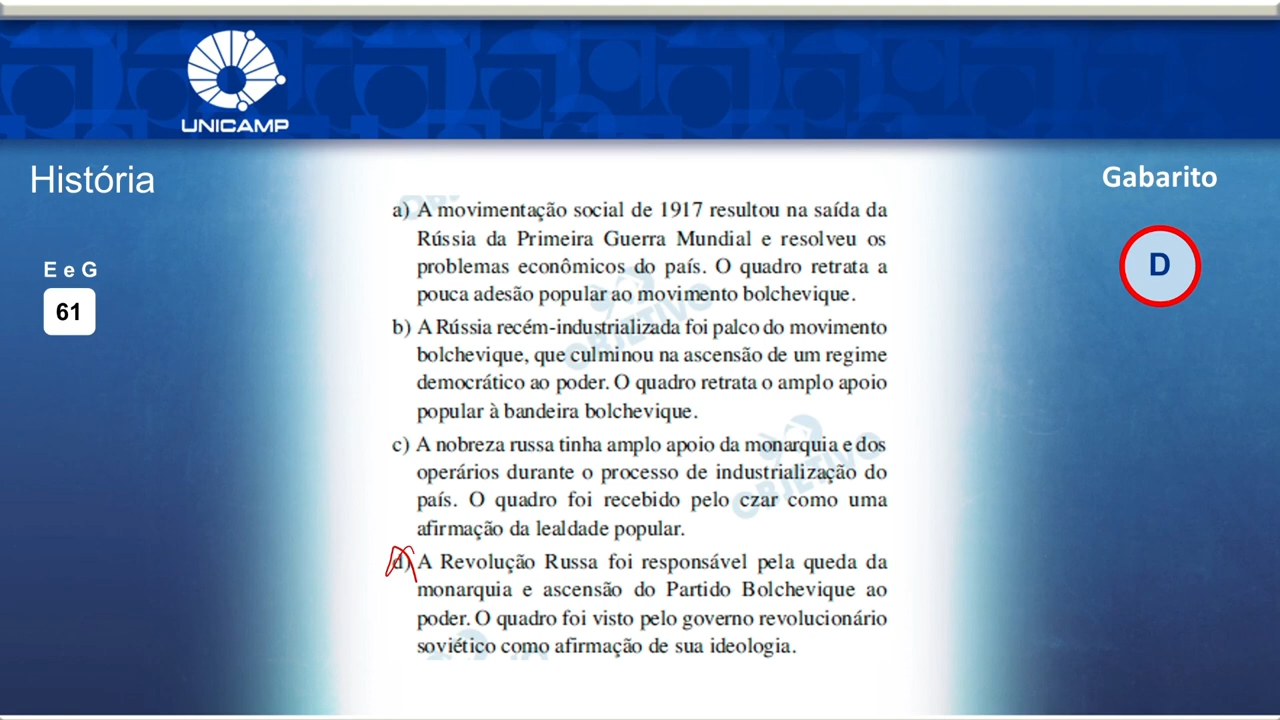 UNICAMP
História
Gabarito
E e G
61
D
a) A movimentação social de 1917 resultou na saída da
Rússia da Primeira Guerra Mundial e resolveu os
problemas econômicos do país. O quadro retrata a
pouca adesão popular ao movimento bolchevique.
b) A Rússia recém-industrializada foi palco do movimento
bolchevique, que culminou na ascensão de um regime
democrático ao poder. O quadro retrata o amplo apoio
popular à bandeira bolchevique.
c) A nobreza russa tinha amplo apoio da monarquia e dos
operários durante o processo de industrialização do
país. O quadro foi recebido pelo czar como uma
afirmação da lealdade popular.
d) A Revolução Russa foi responsável pela queda da
monarquia e ascensão do Partido Bolchevique ao
poder. O quadro foi visto pelo governo revolucionário
soviético como afirmação de sua ideologia.
OBJETIVO
OBJETIVO